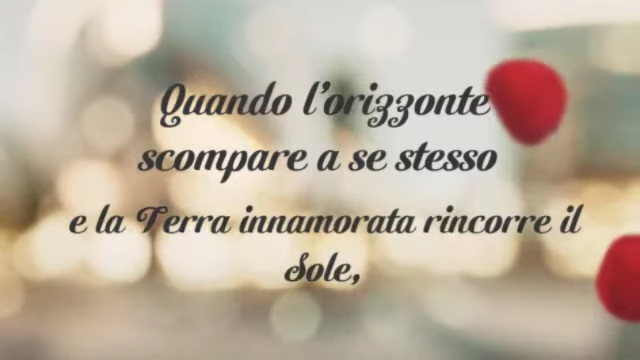 Quando l'orizzonte
scompare a se stesso
e la Terra innamorata rincorre il
Sole,